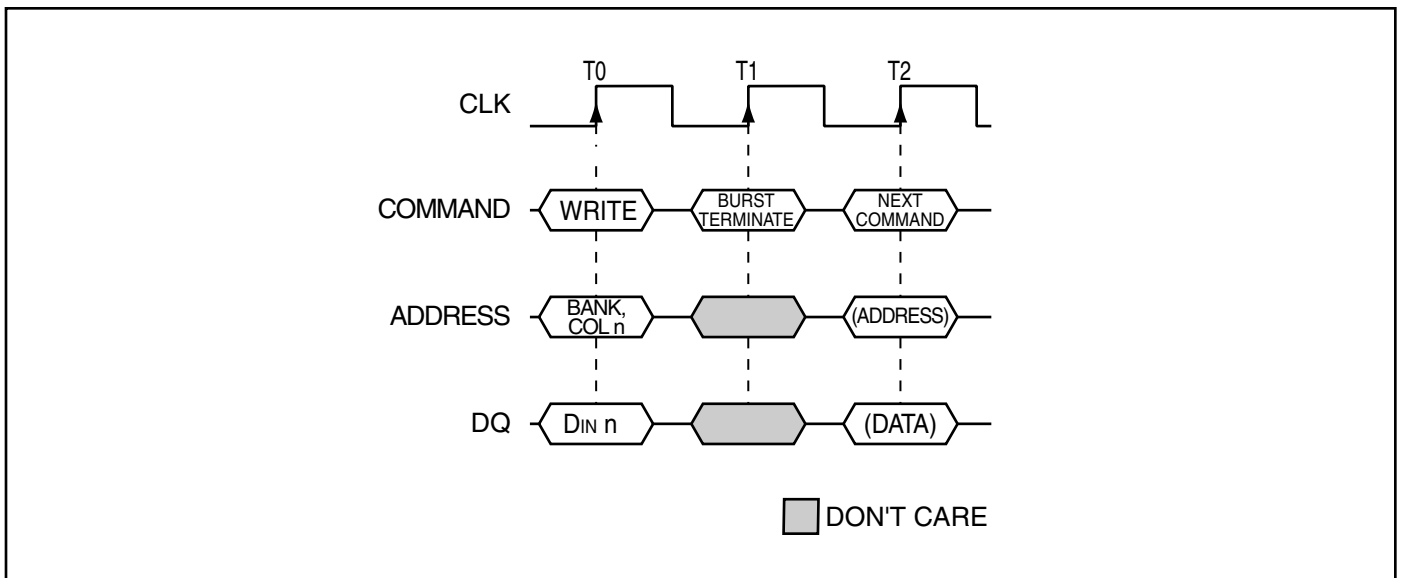 T0 T1 T2
CLK
COMMAND WRITE BURST TERMINATE NEXT COMMAND
ADDRESS BANK, COL n (ADDRESS)
DQ DIN n (DATA)
DON'T CARE